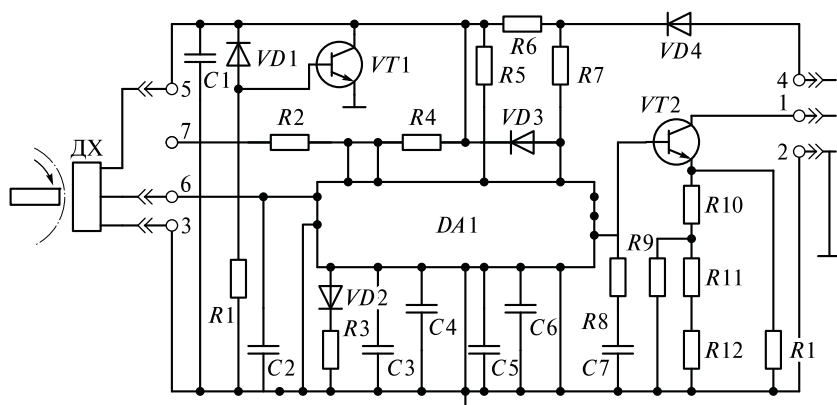 R6
VD4
C1
VD1
VT1
R5
R7
5
4
VT2
1
R2
R4
VD3
7
2
ДХ
6
R10
3
DA1
R9
R11
R1
VD2
C4
C6
R8
R3
C2
C3
C5
C7
R12
R1